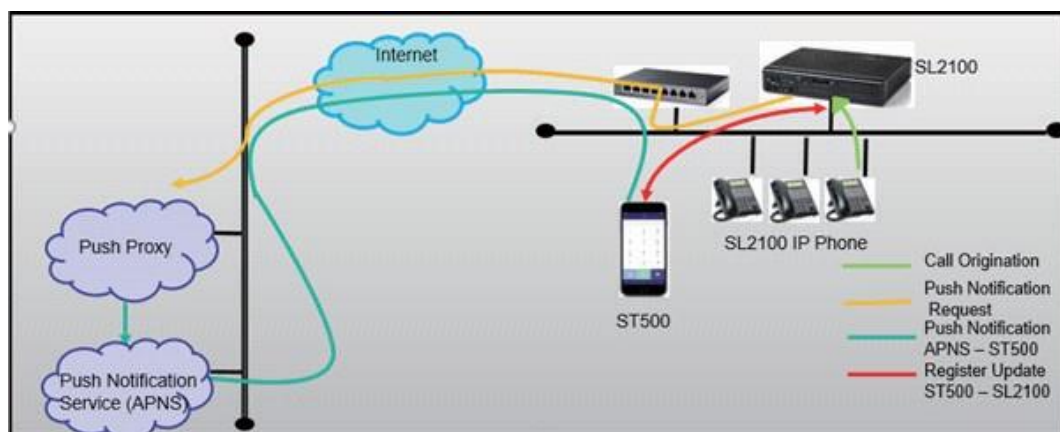 Internet
SL2100
Push Proxy
SL2100 IP Phone
ST500
Push Notification
Service (APNS)
Call Origination
Push Notification
Request
Push Notification
APNS – ST500
Register Update
ST500 – SL2100